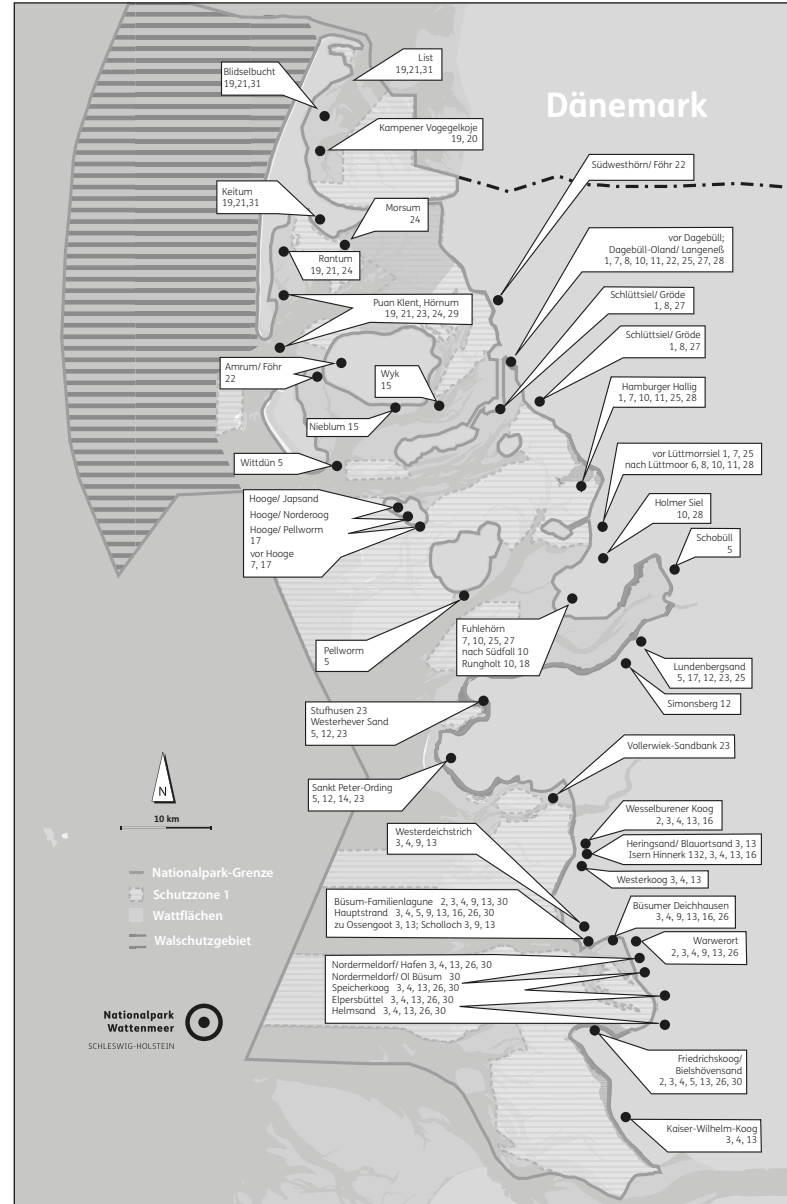 Dänemark
List
19,21,31
Blidselbucht
19,21,31
Kampener Vogegelkoje
19, 20
Südwesthörn/ Föhr 22
Keitum
19,21,31
Morsum
24
vor Dagebüll;
Dagebüll-Oland/ Langeneß
1, 7, 8, 10, 11, 22, 25, 27, 28
Rantum
19, 21, 24
Schlüttsiel/ Gröde
1, 8, 27
Puan Klent, Hörnum
19, 21, 23, 24, 29
Schlüttsiel/ Gröde
1, 8, 27
Amrum/ Föhr
22
Wyk
15
Hamburger Hallig
1, 7, 10, 11, 25, 28
Nieblum 15
Wittdün 5
vor Lüttmorrsiel 1, 7, 25
nach Lüttmoor 6, 8, 10, 11, 28
Hooge/ Japsand
Hooge/ Norderoog
Hooge/ Pellworm
17
vor Hooge
7, 17
Holmer Siel
10, 28
Schobüll
5
Pellworm
5
Fuhlehörn
7, 10, 25, 27
nach Südfall 10
Rungholt 10, 18
Lundenbergsand
5, 17, 12, 23, 25
Simonsberg 12
Stufhusen 23
Westerhever Sand
5, 12, 23
Vollerwiek-Sandbank 23
Sankt Peter-Ording
5, 12, 14, 23
N
10 km
Wesselburener Koog
2, 3, 4, 13, 16
Westerdeichstrich
3, 4, 9, 13
Heringsand/ Blauortsand 3, 13
Isern Hinnerk 132, 3, 4, 13, 16
Westerkoog 3, 4, 13
Nationalpark-Grenze
Schutzzone 1
Wattflächen
Walschutzgebiet
Büsum-Familienlagune 2, 3, 4, 9, 13, 30
Hauptstrand 3, 4, 5, 9, 13, 16, 26, 30
zu Ossengoot 3, 13; Scholloch 3, 9, 13
Büsumer Deichhausen
3, 4, 9, 13, 16, 26
Warwerort
2, 3, 4, 9, 13, 26
Nordermeldorf/ Hafen 3, 4, 13, 26, 30
Nordermeldorf/ Ol Büsum 30
Speicherkoog 3, 4, 13, 26, 30
Elpersbüttel 3, 4, 13, 26, 30
Helmsand 3, 4, 13, 26, 30
Nationalpark
Wattenmeer
SCHLESWIG-HOLSTEIN
Friedrichskoog/
Bielshövensand
2, 3, 4, 5, 13, 26, 30
Kaiser-Wilhelm-Koog
3, 4, 13